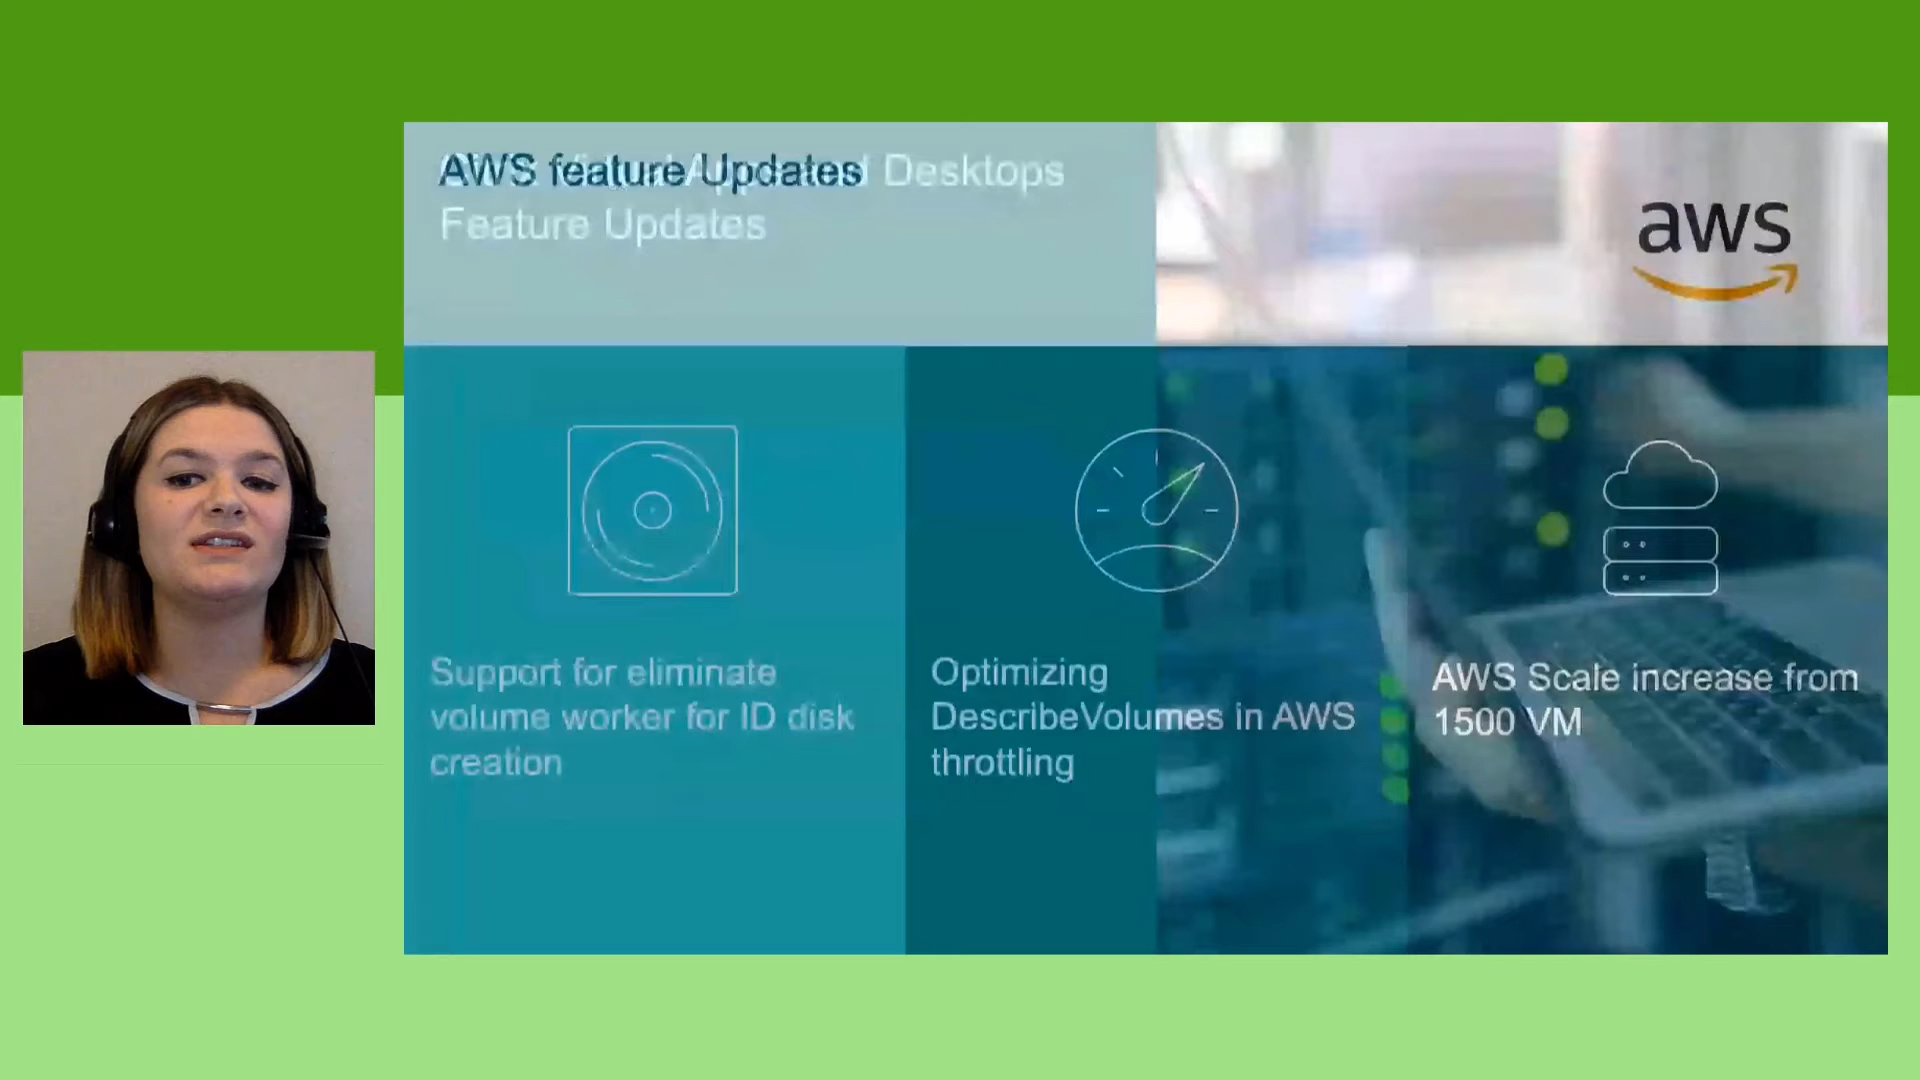 AWS feature Updates
Desktops
Feature Updates
aws
Support for eliminate
volume worker for ID disk
creation
Optimizing
DescribeVolumes in AWS
throttling
AWS Scale increase from
1500 VM